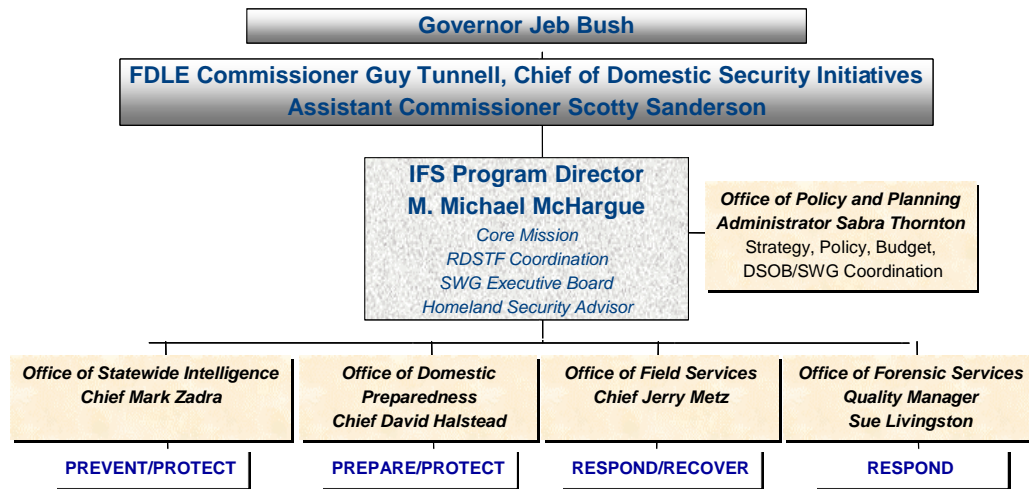 Governor Jeb Bush
FDLE Commissioner Guy Tunnell, Chief of Domestic Security Initiatives
Assistant Commissioner Scotty Sanderson
IFS Program Director
M. Michael McHargue
Core Mission
RDSTF Coordination
SWG Executive Board
Homeland Security Advisor
Office of Policy and Planning
Administrator Sabra Thornton
Strategy, Policy, Budget,
DSOB/SWG Coordination
Office of Statewide Intelligence
Chief Mark Zadra
Office of Domestic
Preparedness
Chief David Halstead
Office of Field Services
Chief Jerry Metz
Office of Forensic Services
Quality Manager
Sue Livingston
PREVENT/PROTECT
PREPARE/PROTECT
RESPOND/RECOVER
RESPOND